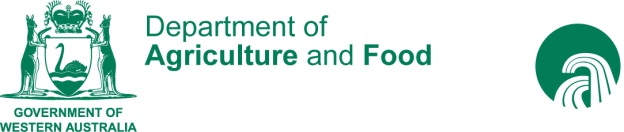 Department of
Agriculture and Food
GOVERNMENT OF
WESTERN AUSTRALIA